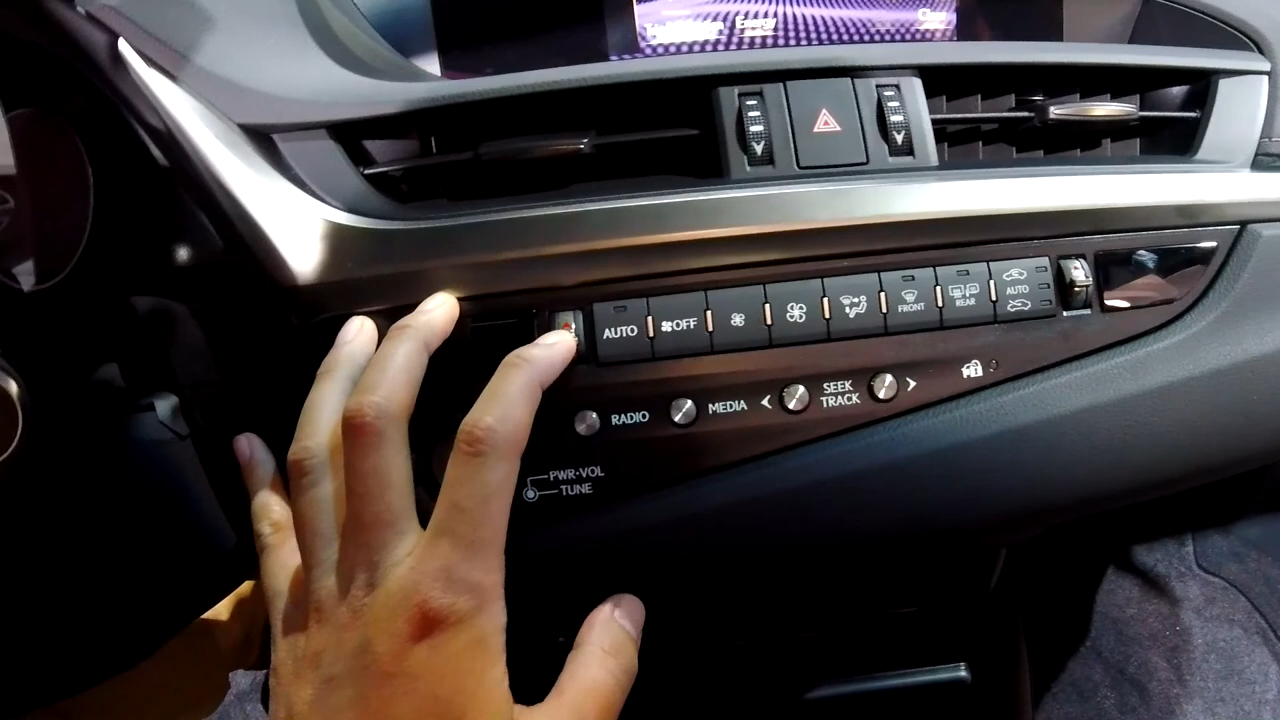 Energy
AUTO
OFF
FRONT
REAR
AUTO
RADIO
MEDIA
SEEK
TRACK
PWR•VOL
TUNE